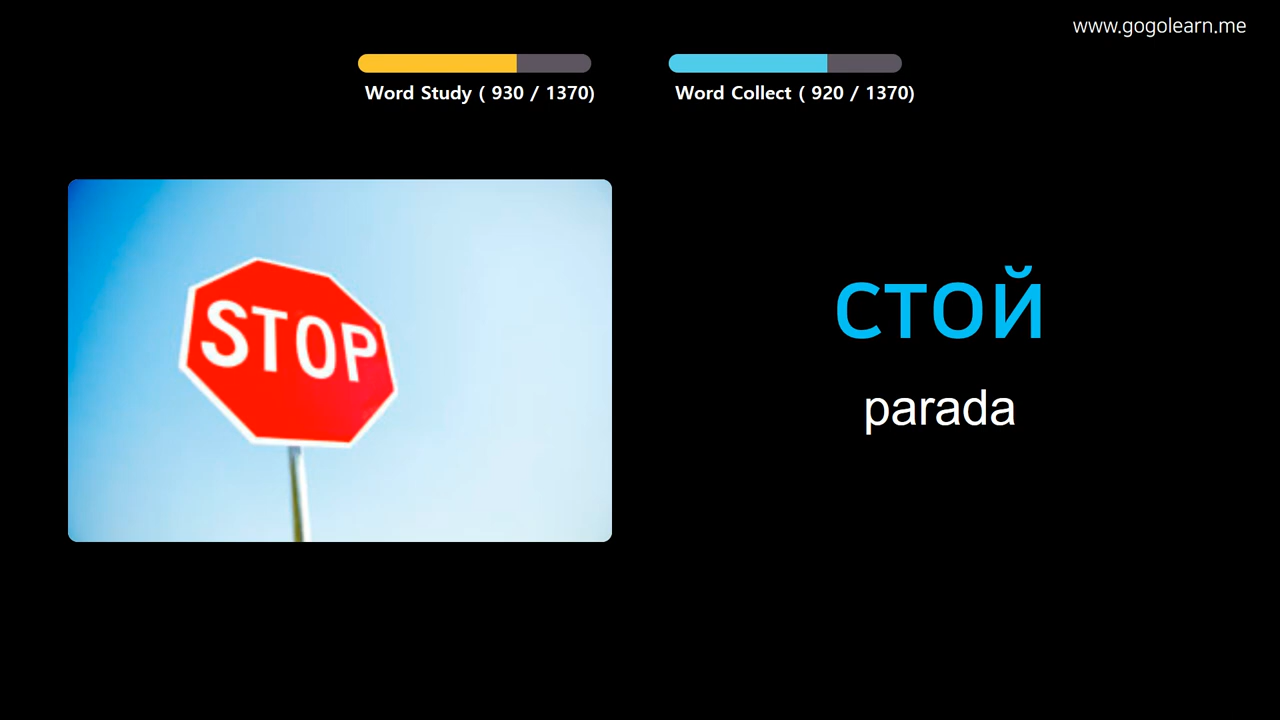 www.gogolearn.me
Word Study ( 930 / 1370)
Word Collect ( 920 / 1370)
STOP
стой
parada